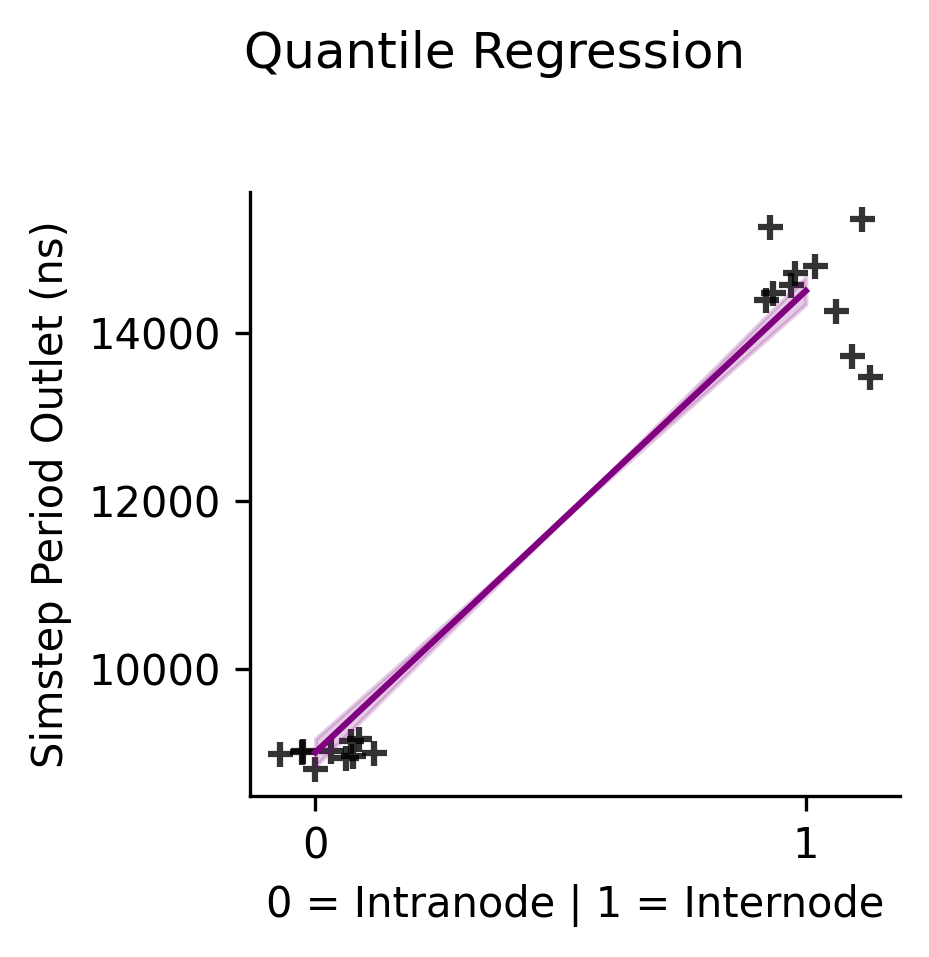 Quantile Regression
Simstep Period Outlet (ns)
14000
12000
10000
0
1
0 = Intranode | 1 = Internode